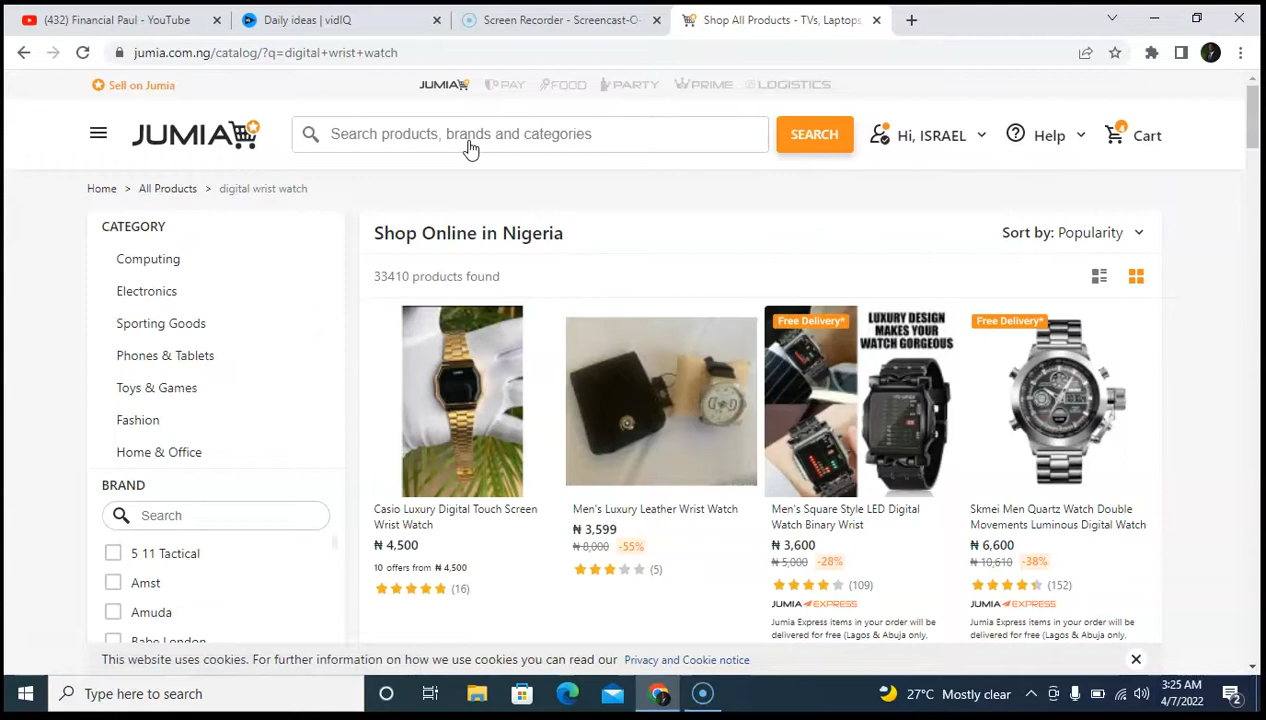 (432) Financial Paul - YouTube
Daily ideas | vidIQ
Screen Recorder - Screencast-O-
Shop All Products - TVs, Laptops,
jumia.com.ng/catalog/?q=digital+wrist+watch
Sell on Jumia
JUMIA
PAY
FOOD
PARTY
PRIME
LOGISTICS
JUMIA
Search products, brands and categories
SEARCH
Hi, ISRAEL
Help
Cart
Home > All Products > digital wrist watch
CATEGORY
Computing
Electronics
Sporting Goods
Phones & Tablets
Toys & Games
Fashion
Home & Office
BRAND
Search
5 11 Tactical
Amst
Amuda
Babe London
Shop Online in Nigeria
Sort by: Popularity
33410 products found
Casio Luxury Digital Touch Screen
Wrist Watch
₦ 4,500
10 offers from ₦ 4,500
(16)
Men's Luxury Leather Wrist Watch
₦ 3,599
₦ 8,000 -55%
(5)
Free Delivery*
LUXURY DESIGN
MAKES YOUR
WATCH GORGEOUS
Men's Square Style LED Digital
Watch Binary Wrist
₦ 3,600
₦ 5,000 -28%
(109)
JUMIA EXPRESS
Jumia Express items in your order will be
delivered for free (Lagos & Abuja only,
Free Delivery*
Skmei Men Quartz Watch Double
Movements Luminous Digital Watch
₦ 6,600
₦ 10,610 -38%
(152)
JUMIA EXPRESS
Jumia Express items in your order will be
delivered for free (Lagos & Abuja only,
This website uses cookies. For further information on how we use cookies you can read our Privacy and Cookie notice
Type here to search
27°C Mostly clear
3:25 AM
4/7/2022
2